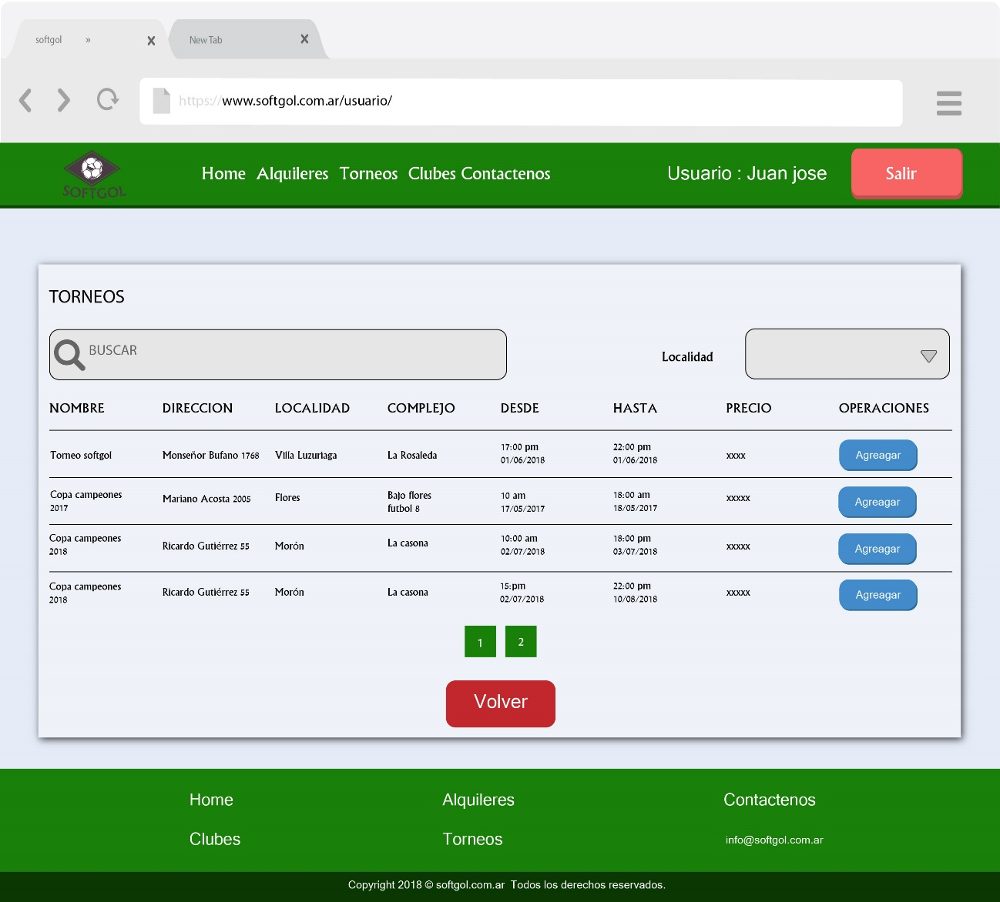 softgol »
New Tab
https://www.softgol.com.ar/usuario/
SOFTGOL
Home Alquileres Torneos Clubes Contactenos
Usuario : Juan jose
Salir
TORNEOS
BUSCAR
Localidad
NOMBRE DIRECCION LOCALIDAD COMPLEJO DESDE HASTA PRECIO OPERACIONES
Torneo softgol Monseñor Bufano 1768 Villa Luzuriaga La Rosaleda 17:00 pm 22:00 pm xxxx Agreagar
01/06/2018 01/06/2018
Copa campeones Mariano Acosta 2005 Flores Bajo flores 10 am 18:00 am xxxxx Agreagar
2017 futbol 8 17/05/2017 18/05/2017
Copa campeones Ricardo Gutiérrez 55 Morón La casona 10:00 am 18:00 pm xxxxx Agreagar
2018 02/07/2018 03/07/2018
Copa campeones Ricardo Gutiérrez 55 Morón La casona 15:pm 22:00 pm xxxxx Agreagar
2018 02/07/2018 10/08/2018
1 2
Volver
Home Alquileres Contactenos
Clubes Torneos info@softgol.com.ar
Copyright 2018 © softgol.com.ar Todos los derechos reservados.